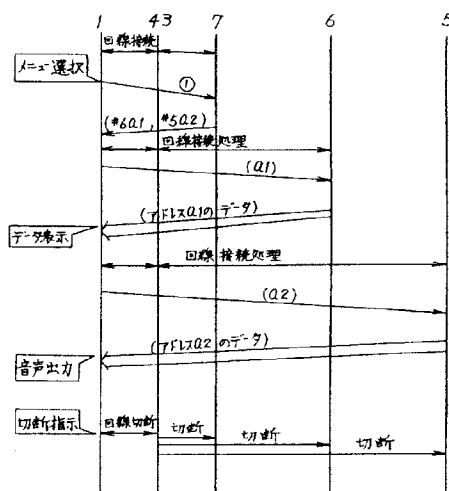 1 43 7 6 5
回線接続
メニュー選択
①
(#6a1, #5a2)
回線接続処理
(a1)
(アドレスa1のデータ)
データ表示
回線接続処理
(a2)
(アドレスa2のデータ)
音声出力
切断指示
回線切断
切断
切断
切断